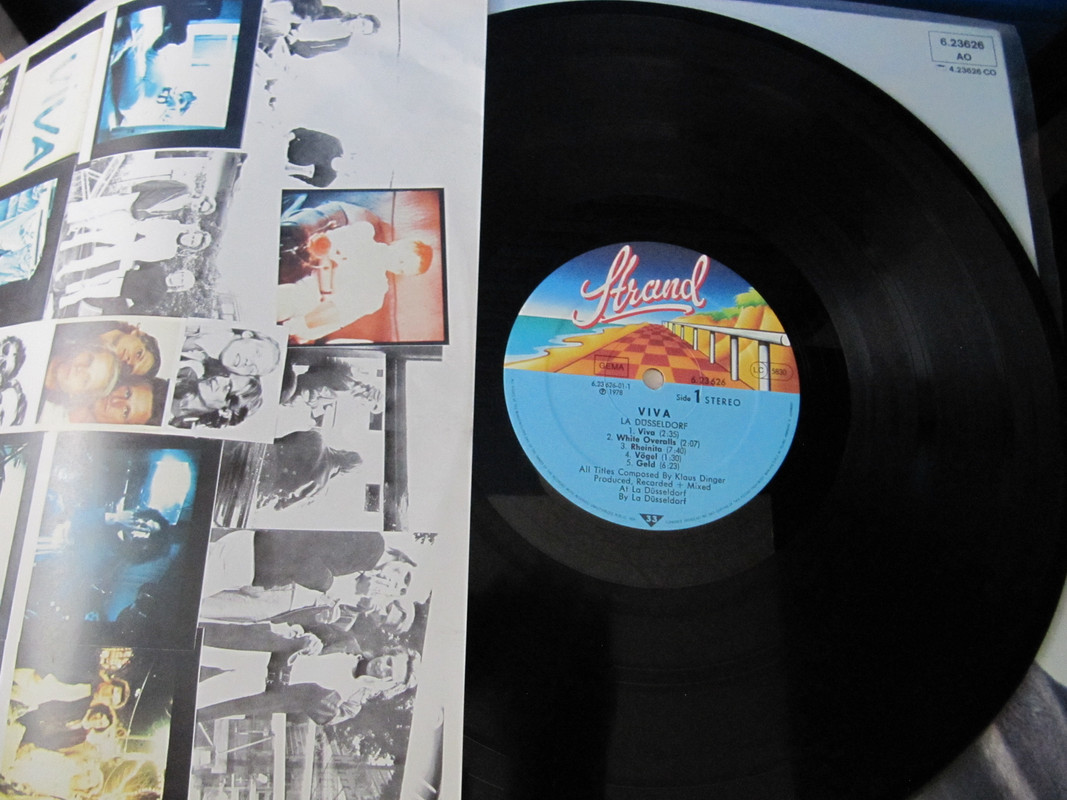 VIVA
6.23626
AO
4.23626 CO
Strand
GEMA
LC 5830
6.23 626-01-1
℗ 1978
6.23626
Side 1 STEREO
VIVA
LA DÜSSELDORF
1. Viva (2:35)
2. White Overalls (2:07)
3. Rheinita (7:40)
4. Vögel (1:30)
5. Geld (6:23)
All Titles Composed By Klaus Dinger
Produced, Recorded + Mixed
At La Düsseldorf
By La Düsseldorf
33